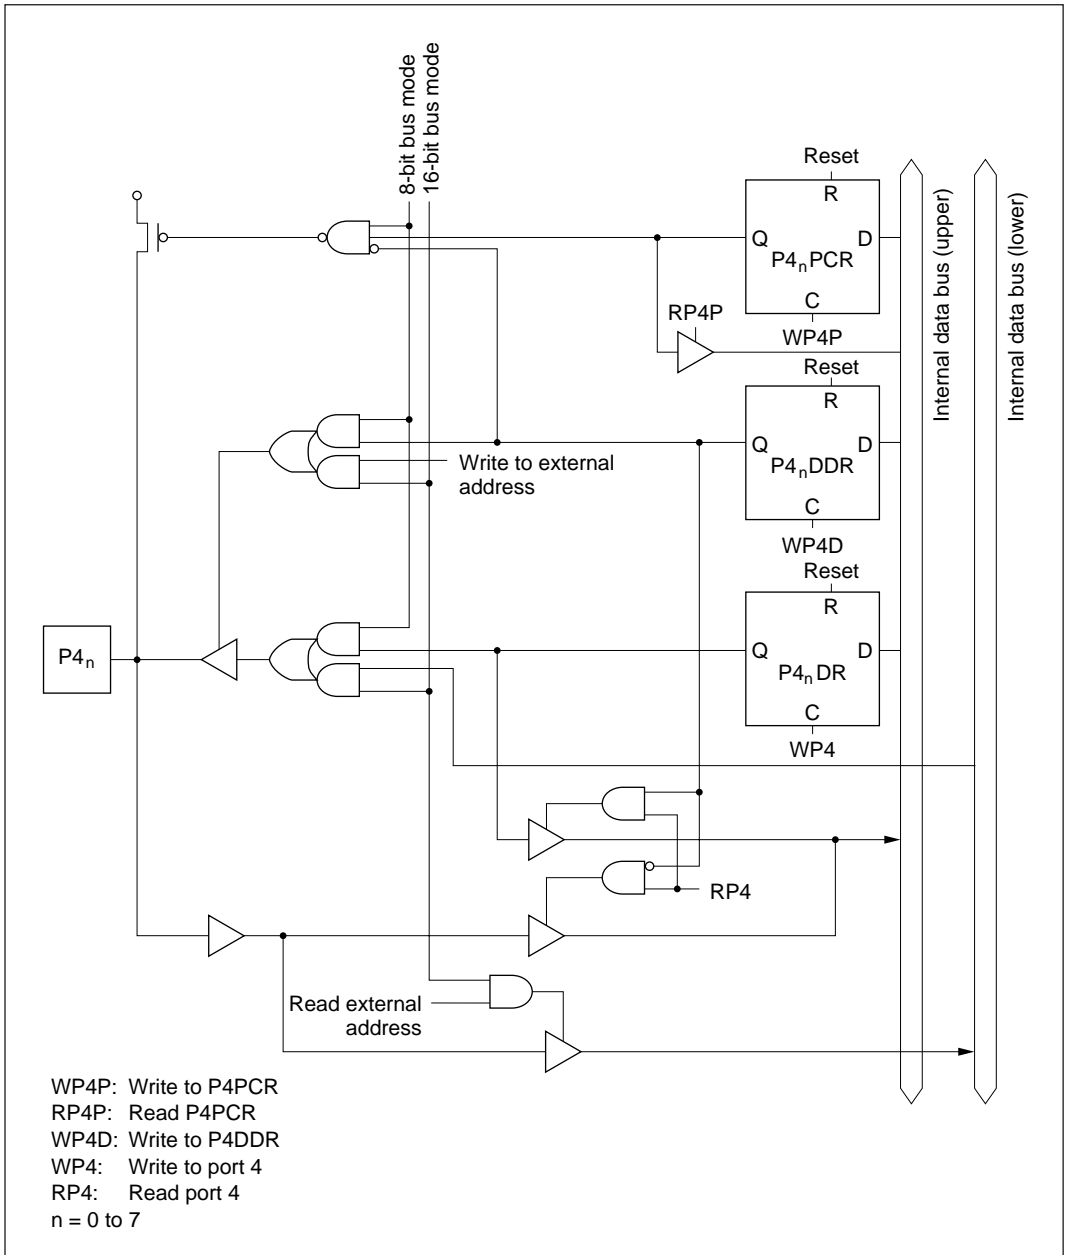 8-bit bus mode
16-bit bus mode
Reset
R
Q
D
P4nPCR
C
WP4P
RP4P
Internal data bus (upper)
Internal data bus (lower)
Reset
R
Q
D
P4nDDR
C
WP4D
Write to external
address
Reset
R
Q
D
P4nDR
C
WP4
P4n
RP4
Read external
address
WP4P: Write to P4PCR
RP4P: Read P4PCR
WP4D: Write to P4DDR
WP4: Write to port 4
RP4: Read port 4
n = 0 to 7